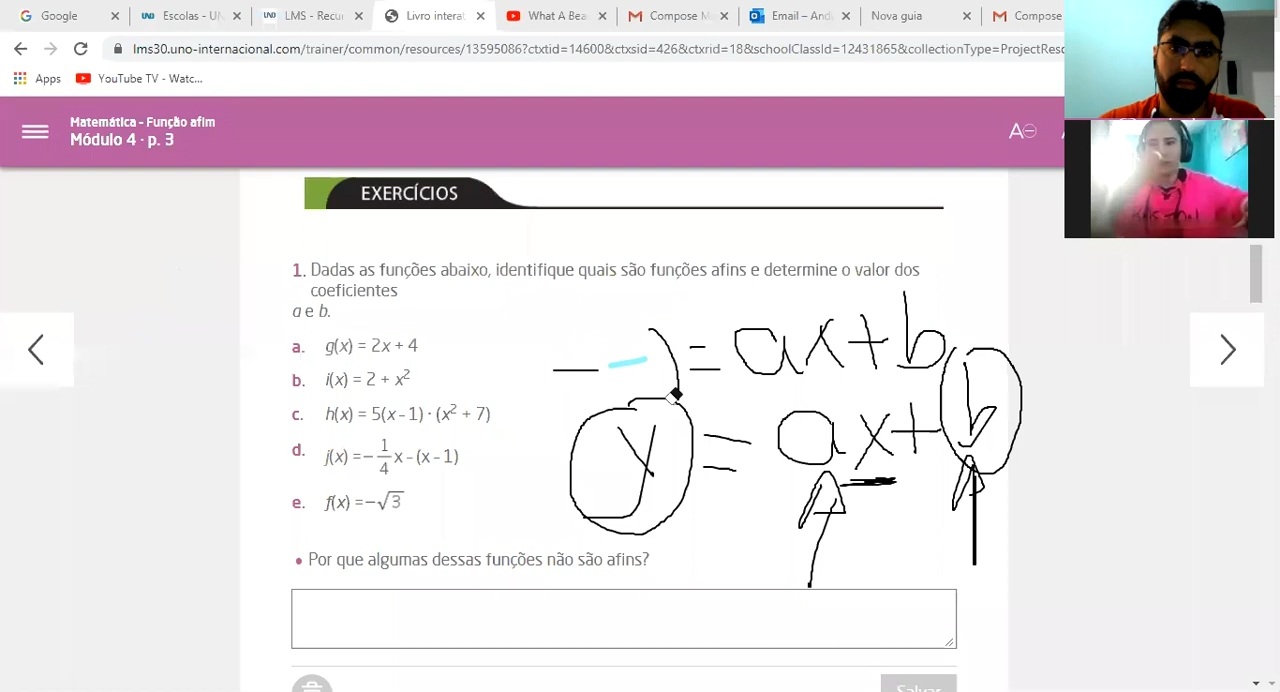 Google
Escolas - UN
LMS - Recur
Livro interat
What A Bea
Compose M
Email – And
Nova guia
Compose
lms30.uno-internacional.com/trainer/common/resources/13595086?ctxtid=14600&ctxsid=426&ctxrid=18&schoolClassId=12431865&collectionType=ProjectReso
Apps YouTube TV - Watc...
Matemática - Função afim
Módulo 4 · p. 3
A
EXERCÍCIOS
1. Dadas as funções abaixo, identifique quais são funções afins e determine o valor dos
coeficientes
a e b.
a. g(x) = 2x + 4
b. i(x) = 2 + x²
c. h(x) = 5(x - 1) · (x² + 7)
d. j(x) = - 1/4 x - (x - 1)
e. f(x) = -√3
) = ax + b
y = ax + b
• Por que algumas dessas funções não são afins?
Salvar